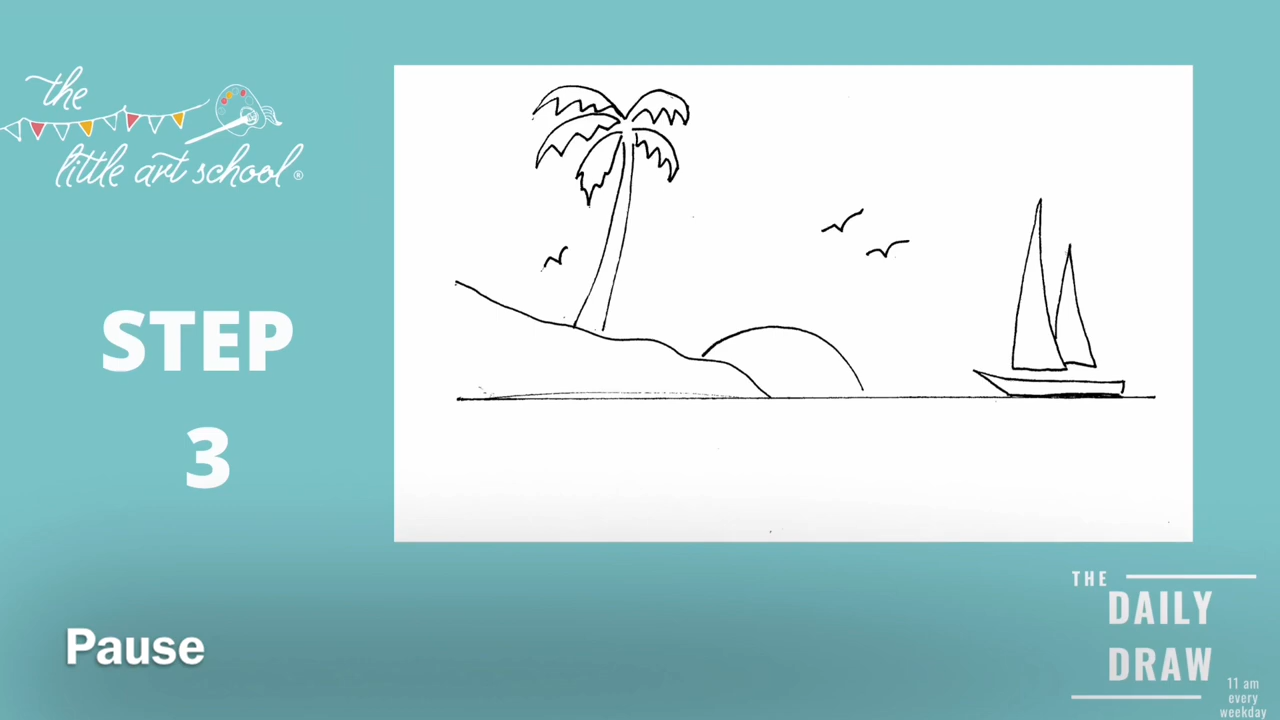 the
little art school®
STEP
3
Pause
THE
DAILY
DRAW
11 am
every
weekday